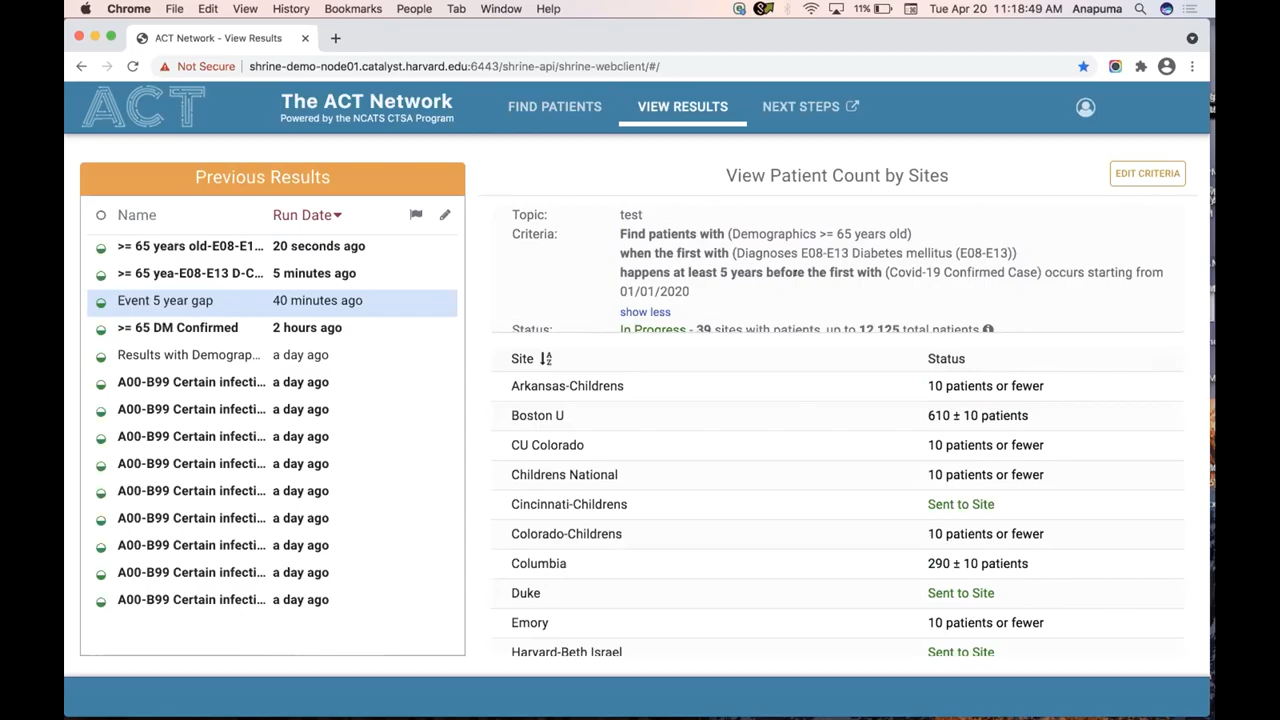 Chrome File Edit View History Bookmarks People Tab Window Help 11% Tue Apr 20 11:18:49 AM Anapuma
ACT Network - View Results
Not Secure shrine-demo-node01.catalyst.harvard.edu:6443/shrine-api/shrine-webclient/#/
ACT
The ACT Network
Powered by the NCATS CTSA Program
FIND PATIENTS VIEW RESULTS NEXT STEPS
Previous Results
Name Run Date
>= 65 years old-E08-E1... 20 seconds ago
>= 65 yea-E08-E13 D-C... 5 minutes ago
Event 5 year gap 40 minutes ago
>= 65 DM Confirmed 2 hours ago
Results with Demograp... a day ago
A00-B99 Certain infecti... a day ago
A00-B99 Certain infecti... a day ago
A00-B99 Certain infecti... a day ago
A00-B99 Certain infecti... a day ago
A00-B99 Certain infecti... a day ago
A00-B99 Certain infecti... a day ago
A00-B99 Certain infecti... a day ago
A00-B99 Certain infecti... a day ago
A00-B99 Certain infecti... a day ago
View Patient Count by Sites
EDIT CRITERIA
Topic: test
Criteria: Find patients with (Demographics >= 65 years old)
when the first with (Diagnoses E08-E13 Diabetes mellitus (E08-E13))
happens at least 5 years before the first with (Covid-19 Confirmed Case) occurs starting from
01/01/2020
show less
Status: In Progress - 39 sites with patients, up to 12,125 total patients
Site Status
Arkansas-Childrens 10 patients or fewer
Boston U 610 ± 10 patients
CU Colorado 10 patients or fewer
Childrens National 10 patients or fewer
Cincinnati-Childrens Sent to Site
Colorado-Childrens 10 patients or fewer
Columbia 290 ± 10 patients
Duke Sent to Site
Emory 10 patients or fewer
Harvard-Beth Israel Sent to Site